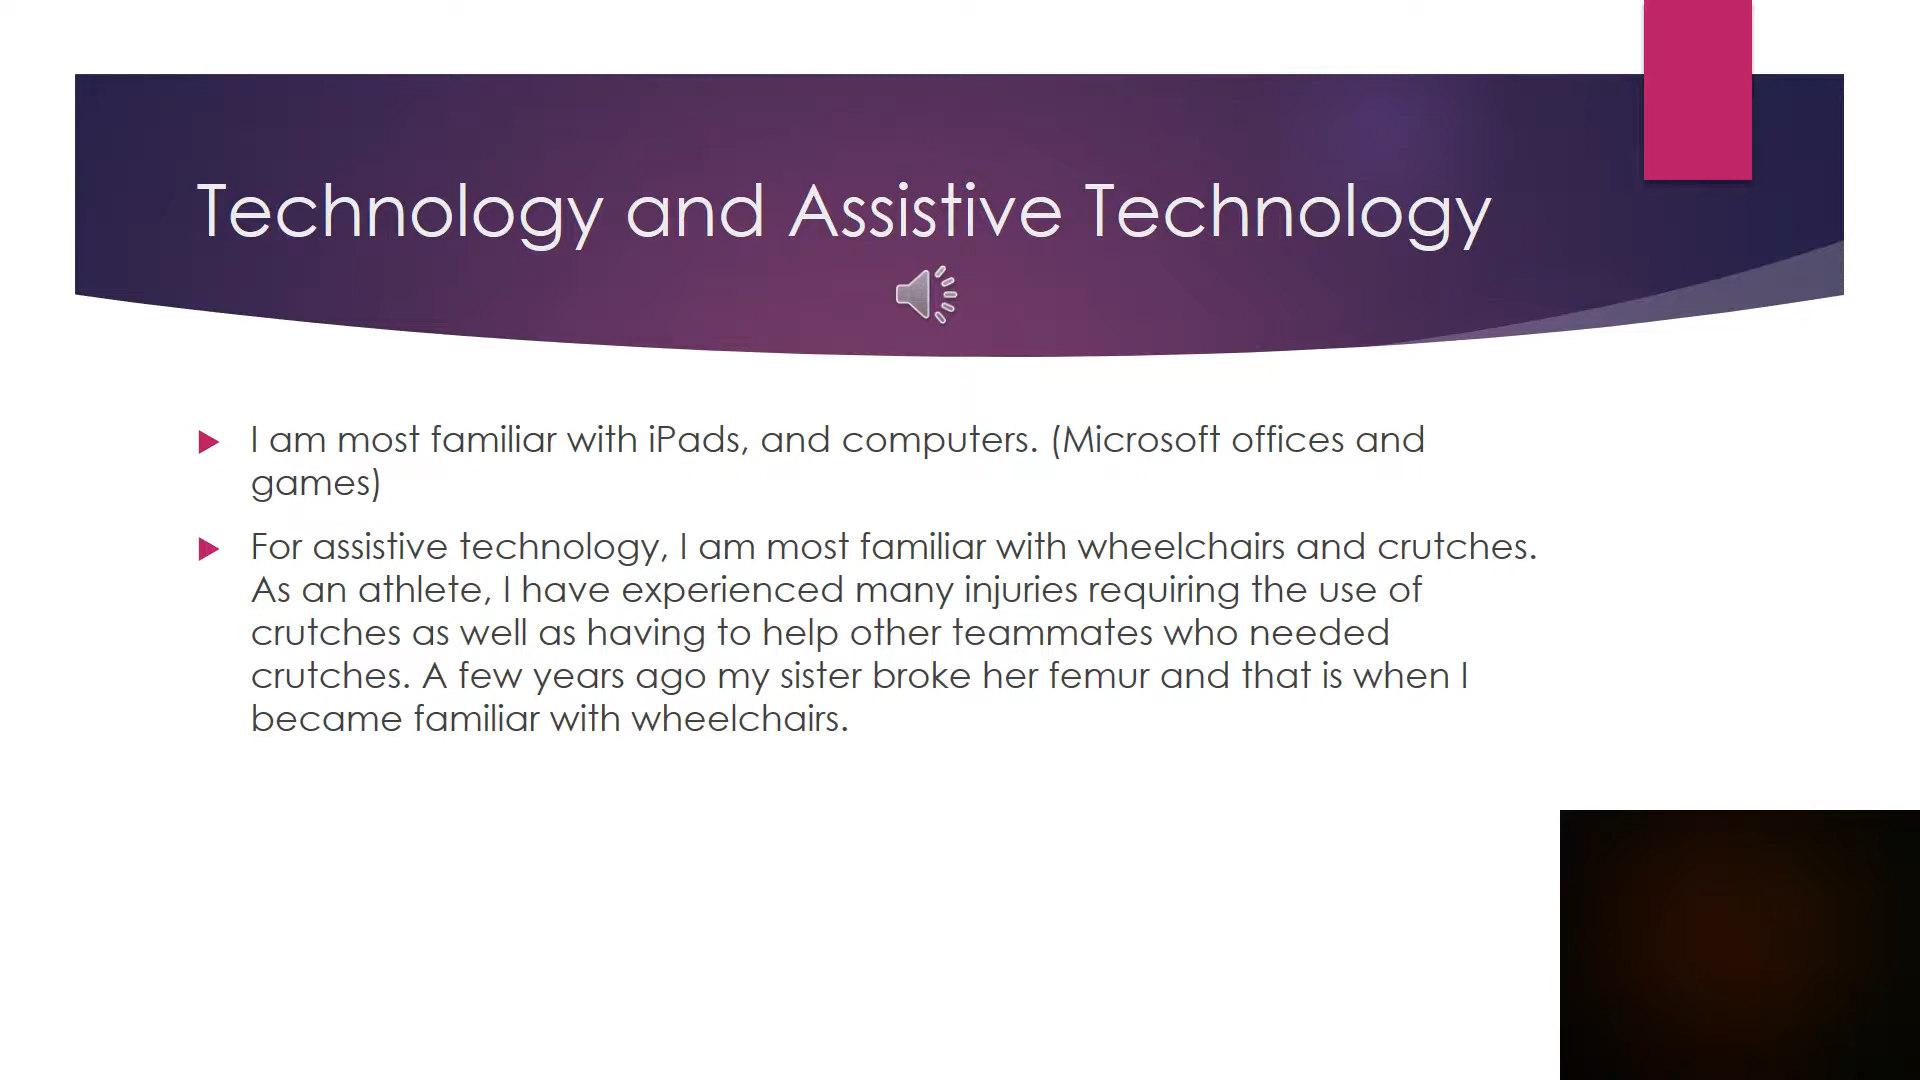 Technology and Assistive Technology
I am most familiar with iPads, and computers. (Microsoft offices and
games)
For assistive technology, I am most familiar with wheelchairs and crutches.
As an athlete, I have experienced many injuries requiring the use of
crutches as well as having to help other teammates who needed
crutches. A few years ago my sister broke her femur and that is when I
became familiar with wheelchairs.